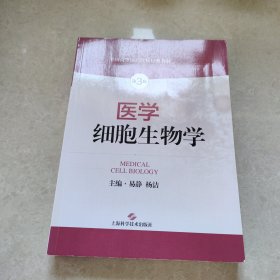 第3版
医学
细胞生物学
MEDICAL
CELL BIOLOGY
主编·易静 杨洁
上海科学技术出版社